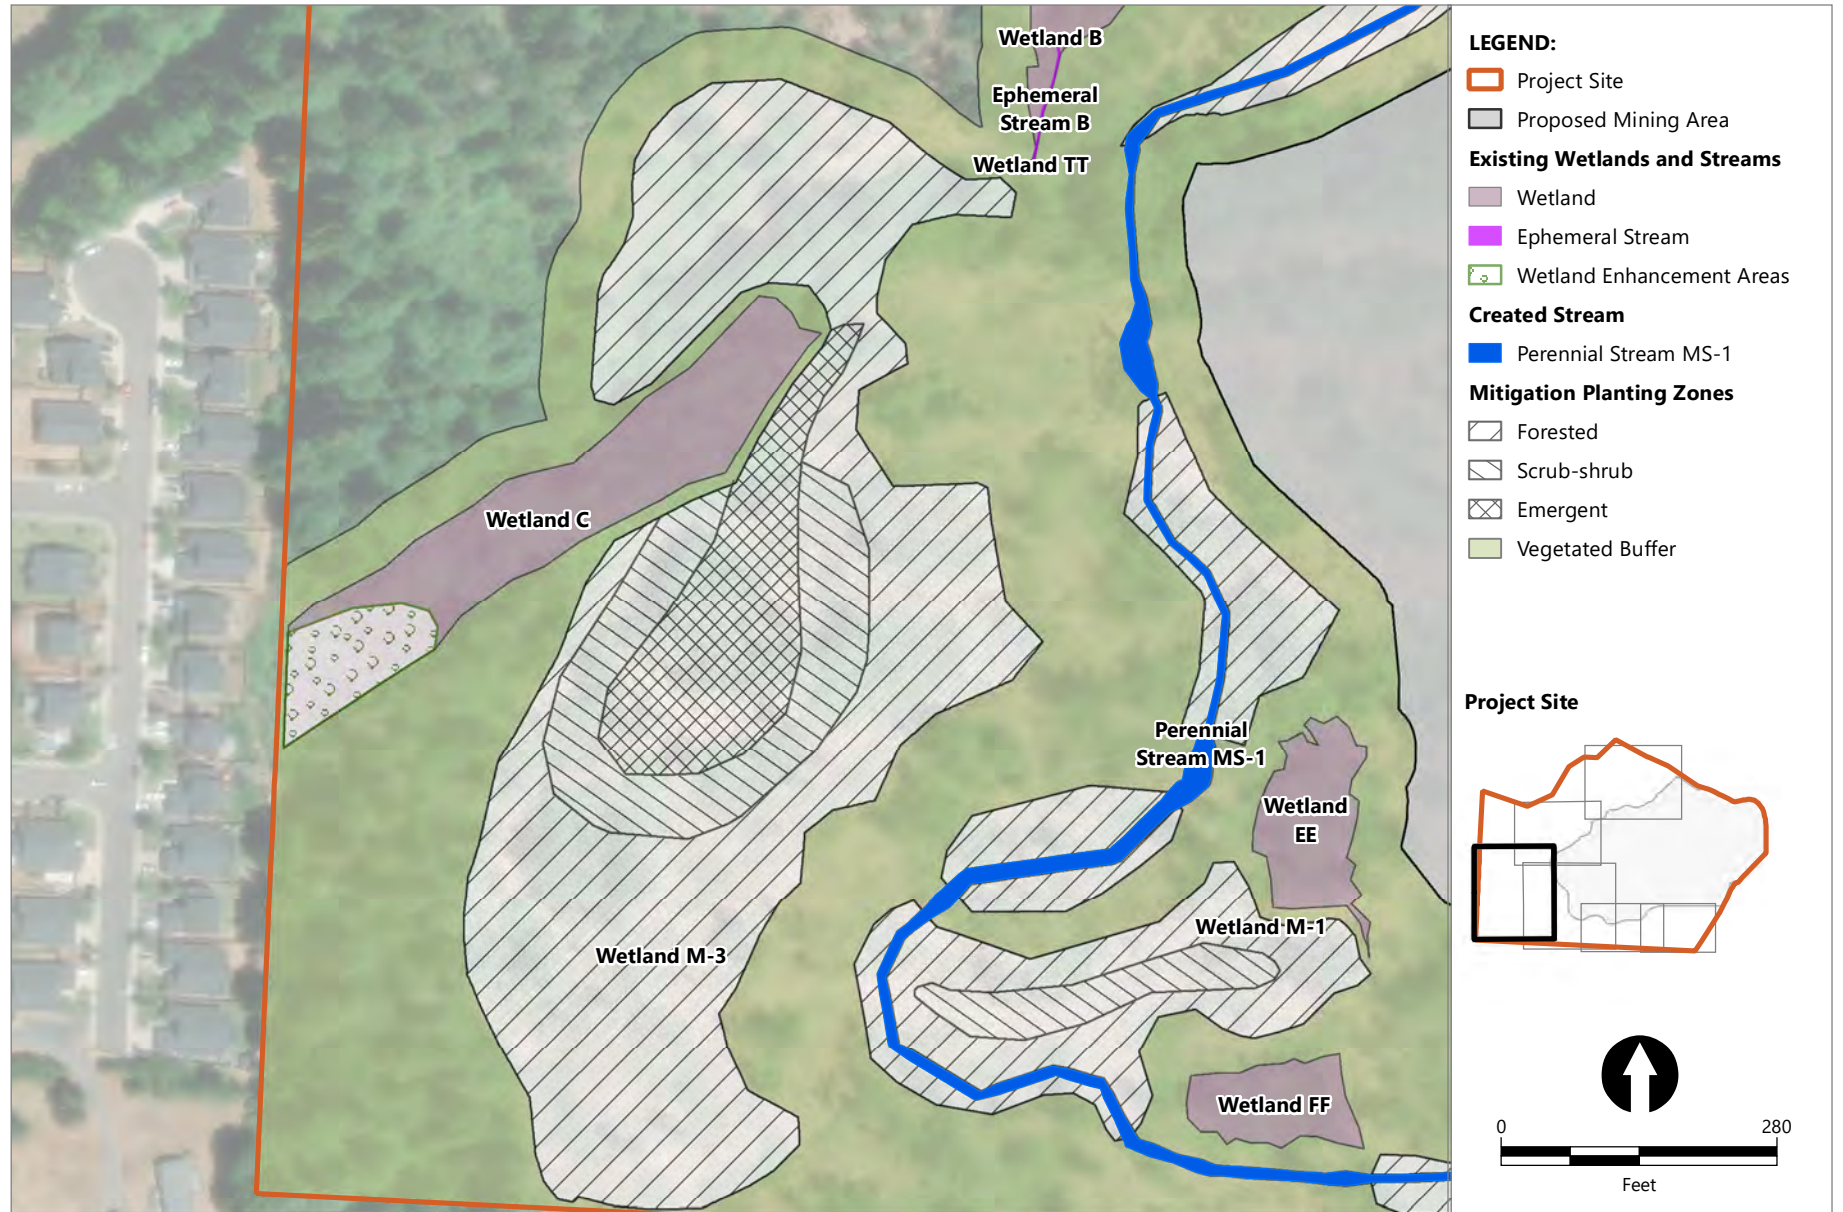 Wetland B
Ephemeral
Stream B
Wetland TT
Wetland C
Perennial
Stream MS-1
Wetland
EE
Wetland M-1
Wetland M-3
Wetland FF
LEGEND:
Project Site
Proposed Mining Area
Existing Wetlands and Streams
Wetland
Ephemeral Stream
Wetland Enhancement Areas
Created Stream
Perennial Stream MS-1
Mitigation Planting Zones
Forested
Scrub-shrub
Emergent
Vegetated Buffer
Project Site
0 280
Feet